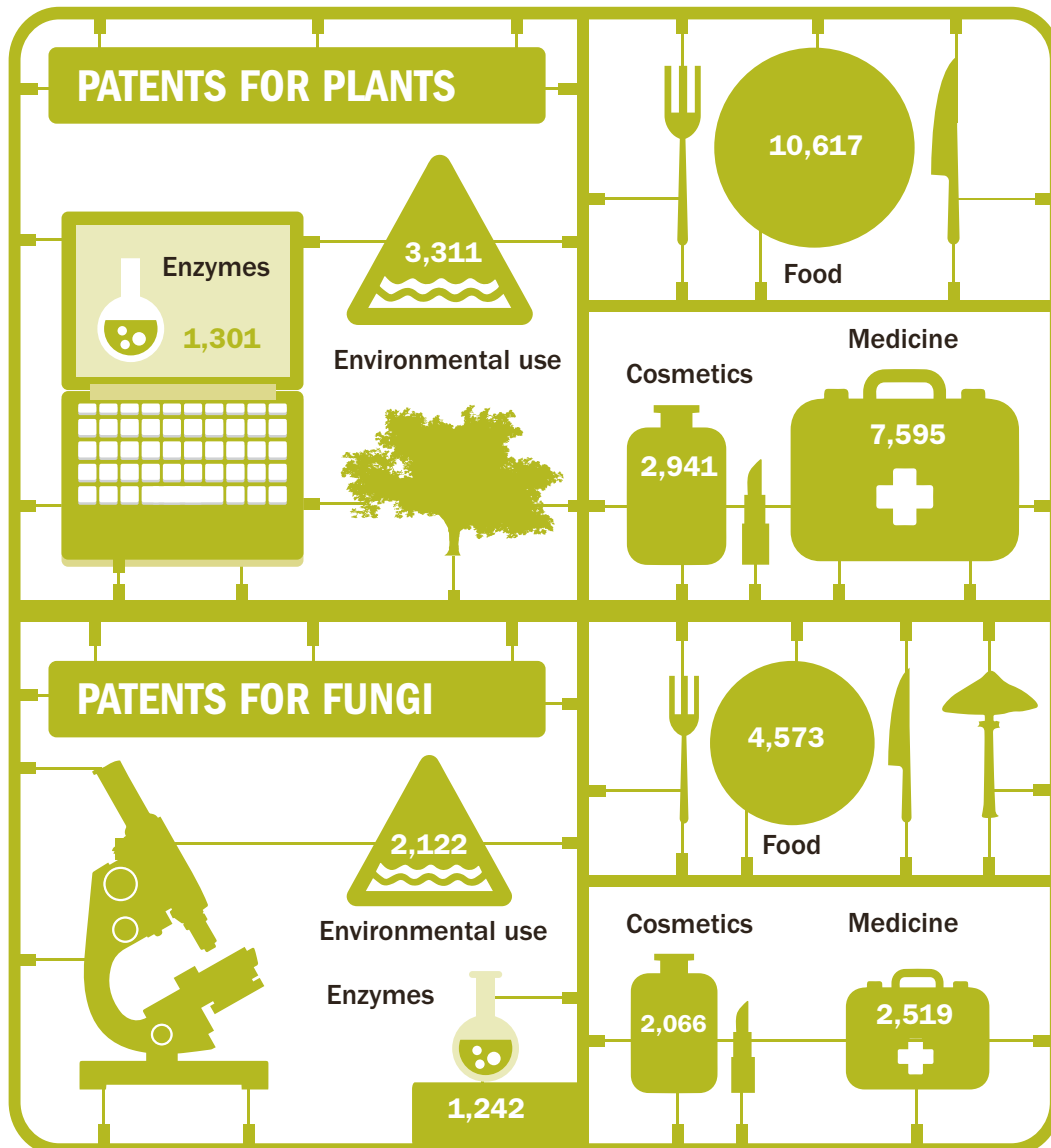 PATENTS FOR PLANTS
Enzymes
1,301
3,311
Environmental use
10,617
Food
Cosmetics
2,941
Medicine
7,595
PATENTS FOR FUNGI
2,122
Environmental use
Enzymes
1,242
4,573
Food
Cosmetics
2,066
Medicine
2,519